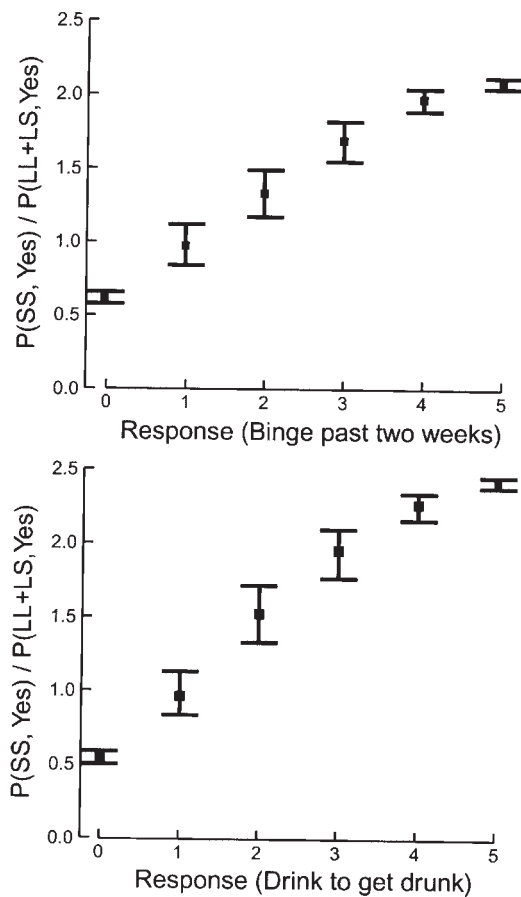 2.5
2.0
1.5
1.0
0.5
0.0
P(SS, Yes) / P(LL+LS,Yes)
0 1 2 3 4 5
Response (Binge past two weeks)
2.5
2.0
1.5
1.0
0.5
0.0
P(SS, Yes) / P(LL+LS,Yes)
0 1 2 3 4 5
Response (Drink to get drunk)